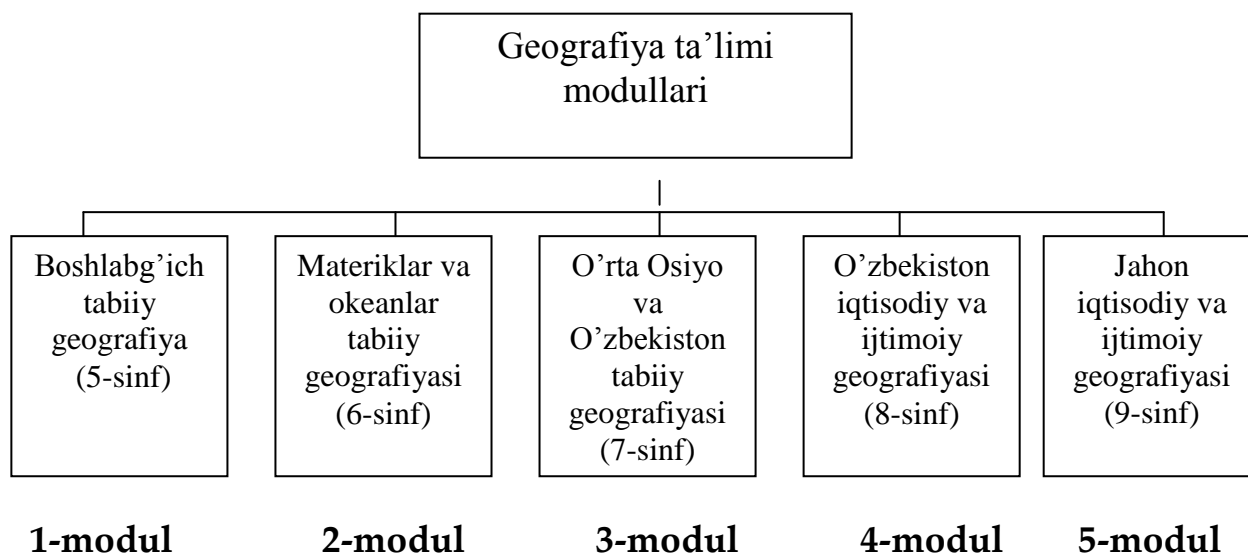 Geografiya ta’limi
modullari
Boshlabg’ich
tabiiy
geografiya
(5-sinf)
Materiklar va
okeanlar
tabiiy
geografiyasi
(6-sinf)
O’rta Osiyo
va
O’zbekiston
tabiiy
geografiyasi
(7-sinf)
O’zbekiston
iqtisodiy va
ijtimoiy
geografiyasi
(8-sinf)
Jahon
iqtisodiy va
ijtimoiy
geografiyasi
(9-sinf)
1-modul 2-modul 3-modul 4-modul 5-modul